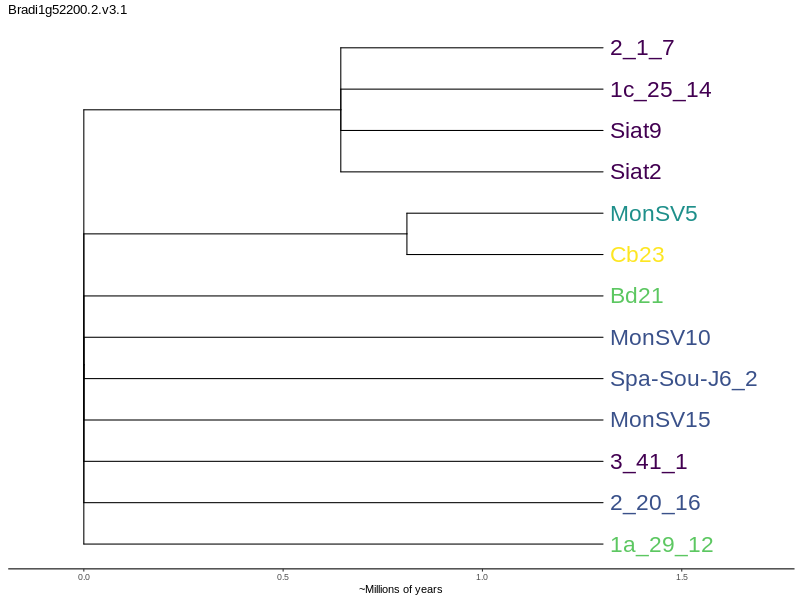 Bradi1g52200.2.v3.1
2_1_7
1c_25_14
Siat9
Siat2
MonSV5
Cb23
Bd21
MonSV10
Spa-Sou-J6_2
MonSV15
3_41_1
2_20_16
1a_29_12
0.0 0.5 1.0 1.5
~Millions of years